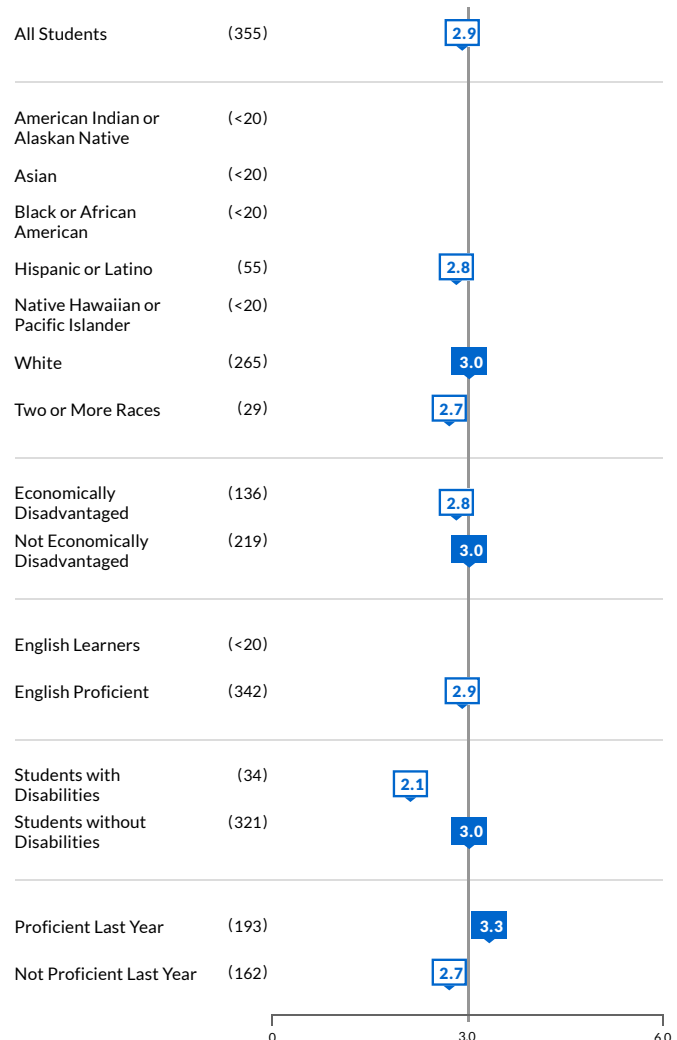 All Students (355) 2.9
American Indian or (<20)
Alaskan Native
Asian (<20)
Black or African (<20)
American
Hispanic or Latino (55) 2.8
Native Hawaiian or (<20)
Pacific Islander
White (265) 3.0
Two or More Races (29) 2.7
Economically (136) 2.8
Disadvantaged
Not Economically (219) 3.0
Disadvantaged
English Learners (<20)
English Proficient (342) 2.9
Students with (34) 2.1
Disabilities
Students without (321) 3.0
Disabilities
Proficient Last Year (193) 3.3
Not Proficient Last Year (162) 2.7
0 3.0 6.0